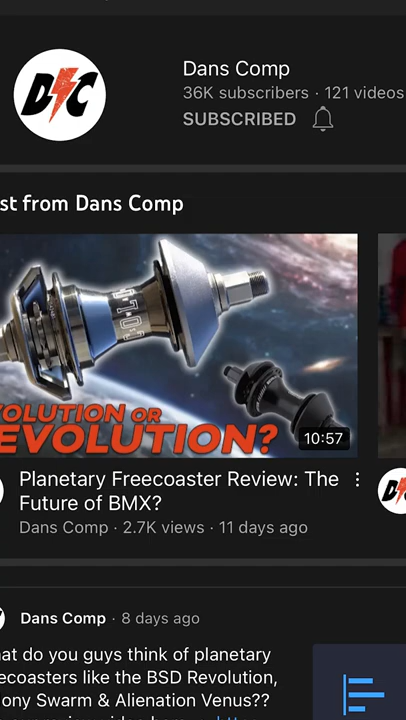 DC
Dans Comp
36K subscribers · 121 videos
SUBSCRIBED
st from Dans Comp
OLUTION OR
EVOLUTION?
10:57
Planetary Freecoaster Review: The
Future of BMX?
Dans Comp · 2.7K views · 11 days ago
Dans Comp · 8 days ago
at do you guys think of planetary
ecoasters like the BSD Revolution,
ony Swarm & Alienation Venus??